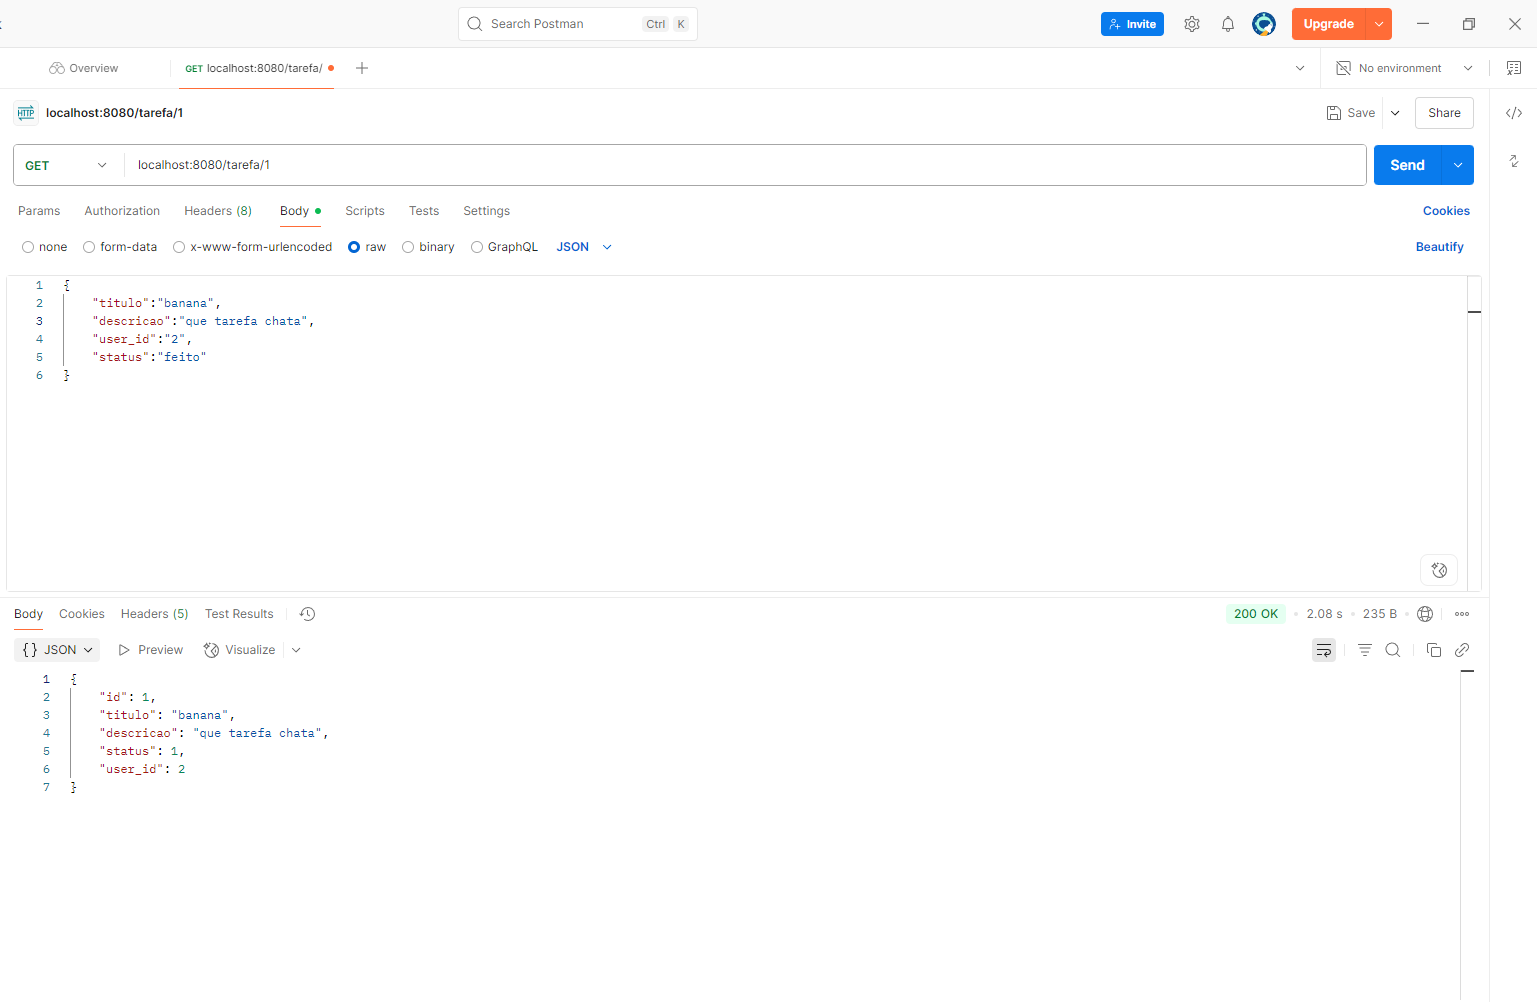 Search Postman Ctrl K Invite Upgrade
Overview GET localhost:8080/tarefa/ No environment
HTTP localhost:8080/tarefa/1 Save Share
GET localhost:8080/tarefa/1 Send
Params Authorization Headers (8) Body Scripts Tests Settings Cookies
none form-data x-www-form-urlencoded raw binary GraphQL JSON Beautify
1 {
2 "titulo":"banana",
3 "descricao":"que tarefa chata",
4 "user_id":"2",
5 "status":"feito"
6 }
Body Cookies Headers (5) Test Results 200 OK 2.08 s 235 B
{} JSON Preview Visualize
1 {
2 "id": 1,
3 "titulo": "banana",
4 "descricao": "que tarefa chata",
5 "status": 1,
6 "user_id": 2
7 }